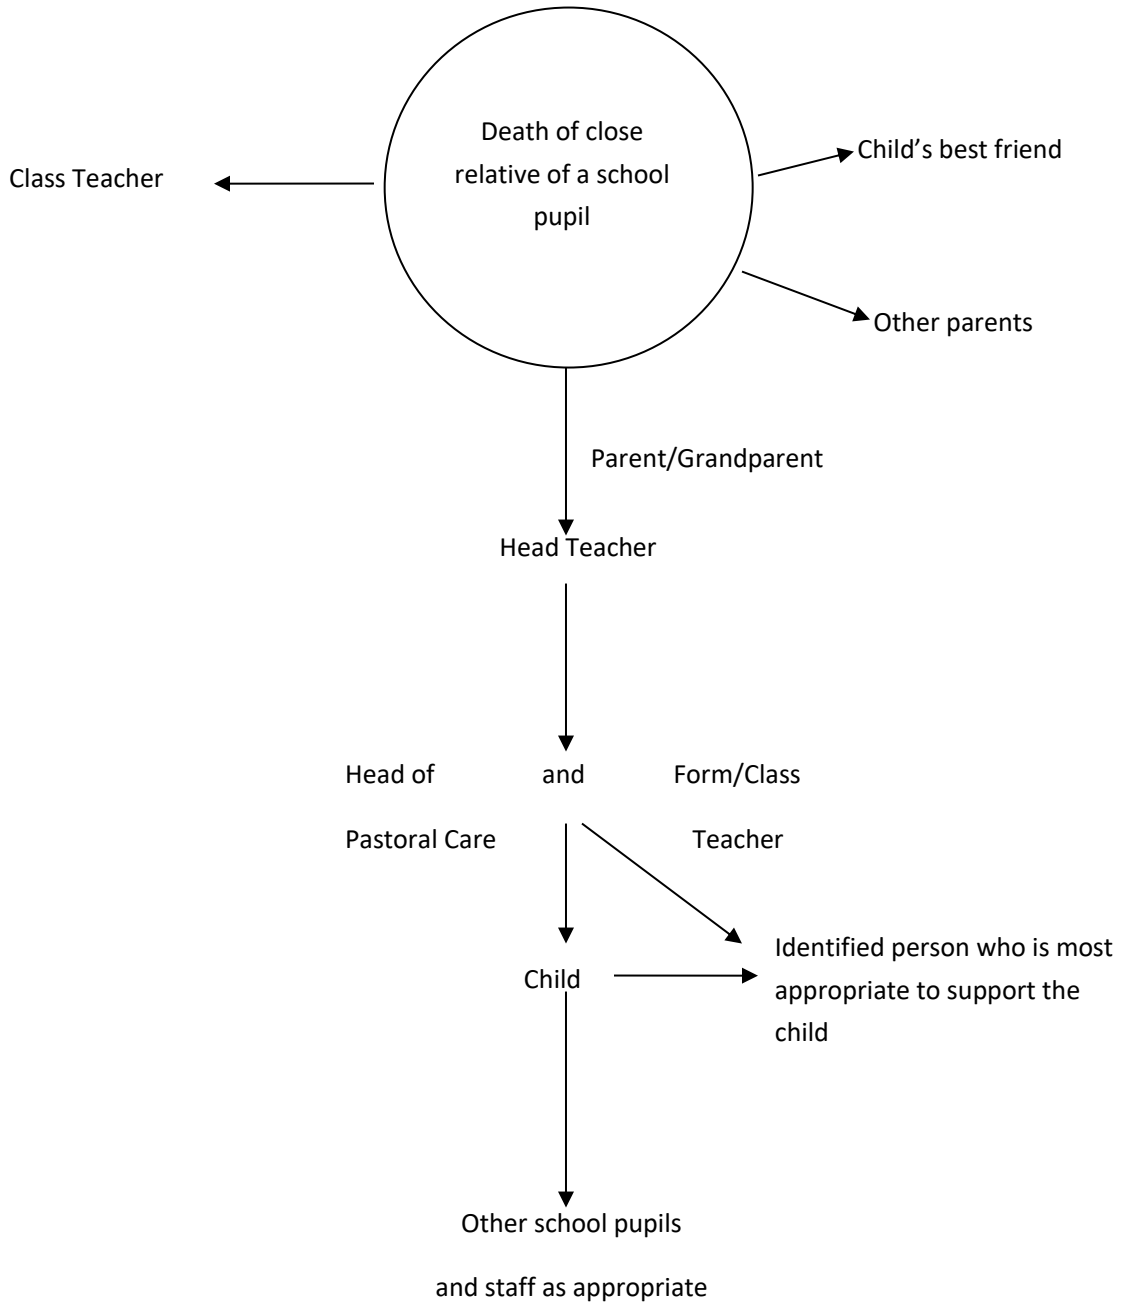 Death of close
relative of a school
pupil
Class Teacher
Child’s best friend
Other parents
Parent/Grandparent
Head Teacher
Head of and Form/Class
Pastoral Care Teacher
Child
Identified person who is most
appropriate to support the
child
Other school pupils
and staff as appropriate